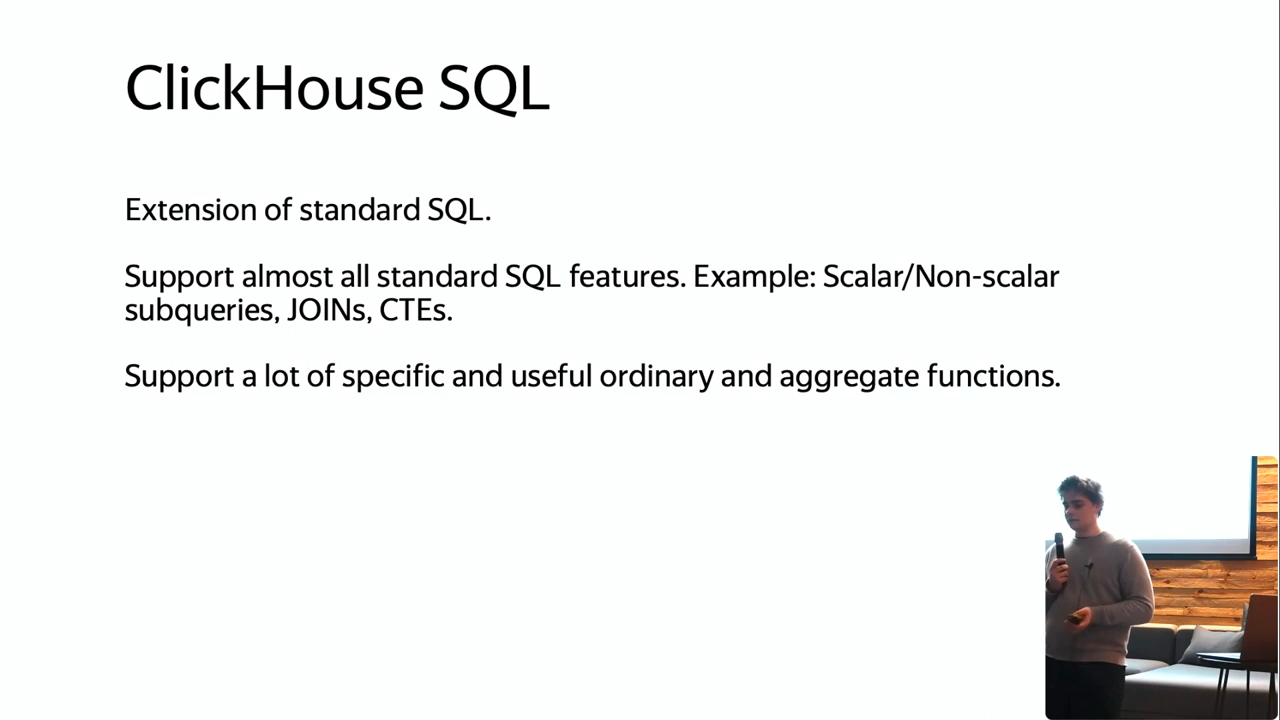 ClickHouse SQL
Extension of standard SQL.
Support almost all standard SQL features. Example: Scalar/Non-scalar
subqueries, JOINs, CTEs.
Support a lot of specific and useful ordinary and aggregate functions.